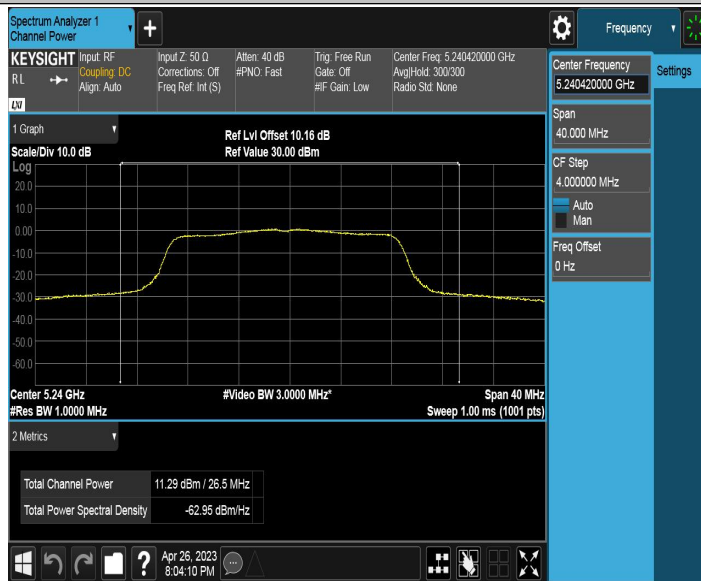 Spectrum Analyzer 1
Channel Power
+
Frequency
KEYSIGHT
RL
LXI
Input: RF
Coupling: DC
Align: Auto
Input Z: 50 Ω
Corrections: Off
Freq Ref: Int (S)
Atten: 40 dB
#PNO: Fast
Trig: Free Run
Gate: Off
#IF Gain: Low
Center Freq: 5.240420000 GHz
Avg|Hold: 300/300
Radio Std: None
Center Frequency
5.240420000 GHz
Settings
Span
40.000 MHz
CF Step
4.000000 MHz
Auto
Man
Freq Offset
0 Hz
1 Graph
Ref Lvl Offset 10.16 dB
Scale/Div 10.0 dB
Ref Value 30.00 dBm
Log
20.0
10.0
0.00
-10.0
-20.0
-30.0
-40.0
-50.0
-60.0
Center 5.24 GHz
#Video BW 3.0000 MHz*
Span 40 MHz
#Res BW 1.0000 MHz
Sweep 1.00 ms (1001 pts)
2 Metrics
Total Channel Power 11.29 dBm / 26.5 MHz
Total Power Spectral Density -62.95 dBm/Hz
?
Apr 26, 2023
8:04:10 PM